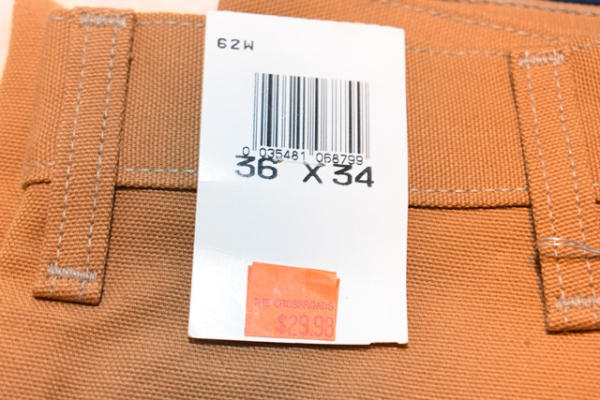 62W
0 035481 068799
36 X 34
THE CROSSROADS
$29.98